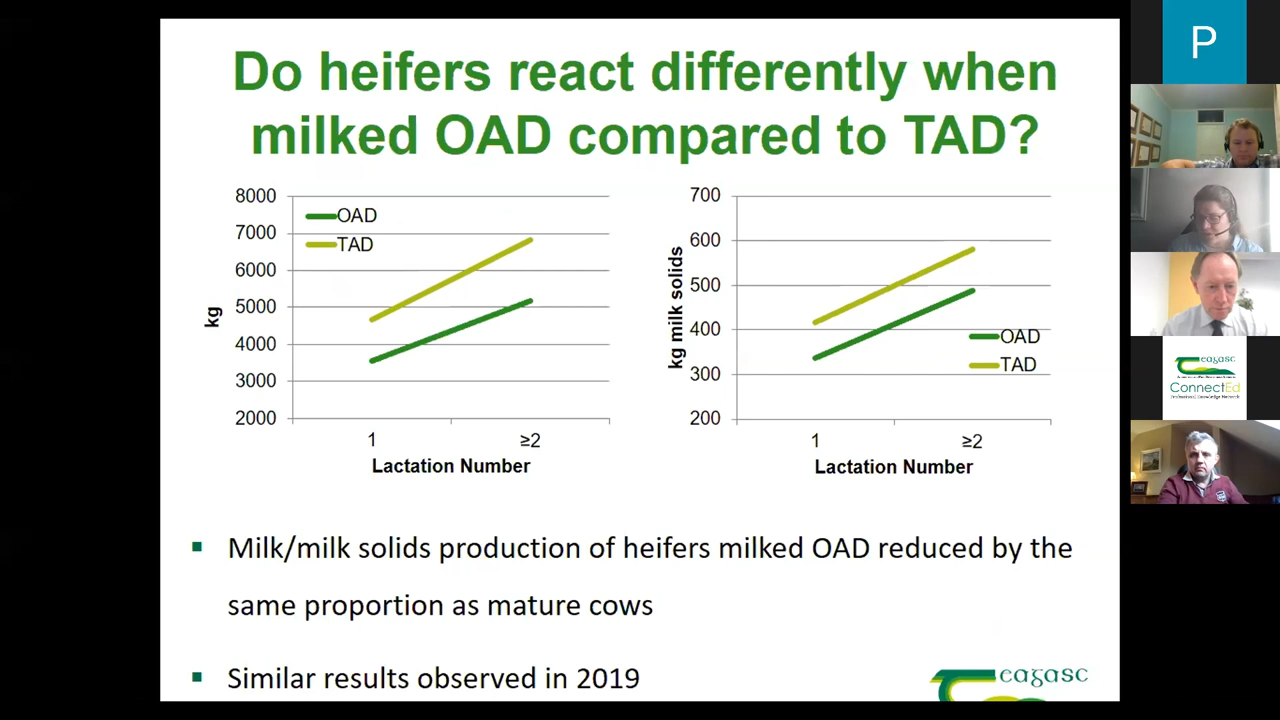 Do heifers react differently when
milked OAD compared to TAD?
8000
7000
6000
5000
4000
3000
2000
kg
OAD
TAD
1
≥2
Lactation Number
700
600
500
400
300
200
kg milk solids
OAD
TAD
1
≥2
Lactation Number
▪ Milk/milk solids production of heifers milked OAD reduced by the
same proportion as mature cows
▪ Similar results observed in 2019
eagasc
P
eagasc
ConnectEd